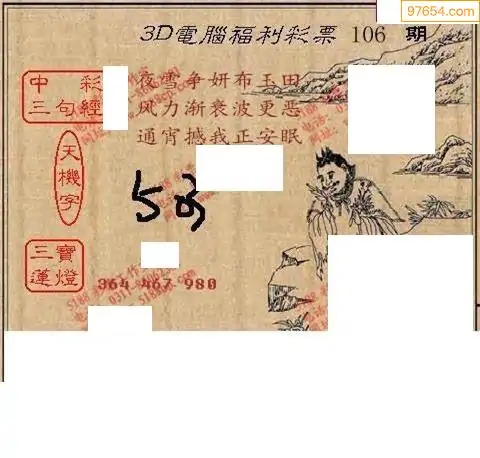 97654.com
3D電腦福利彩票 106 期
中彩
三句經
夜雪争妍布玉田
风力渐衰波更恶
通宵撼我正安眠
天機字
三寶
蓮燈
364 467 980